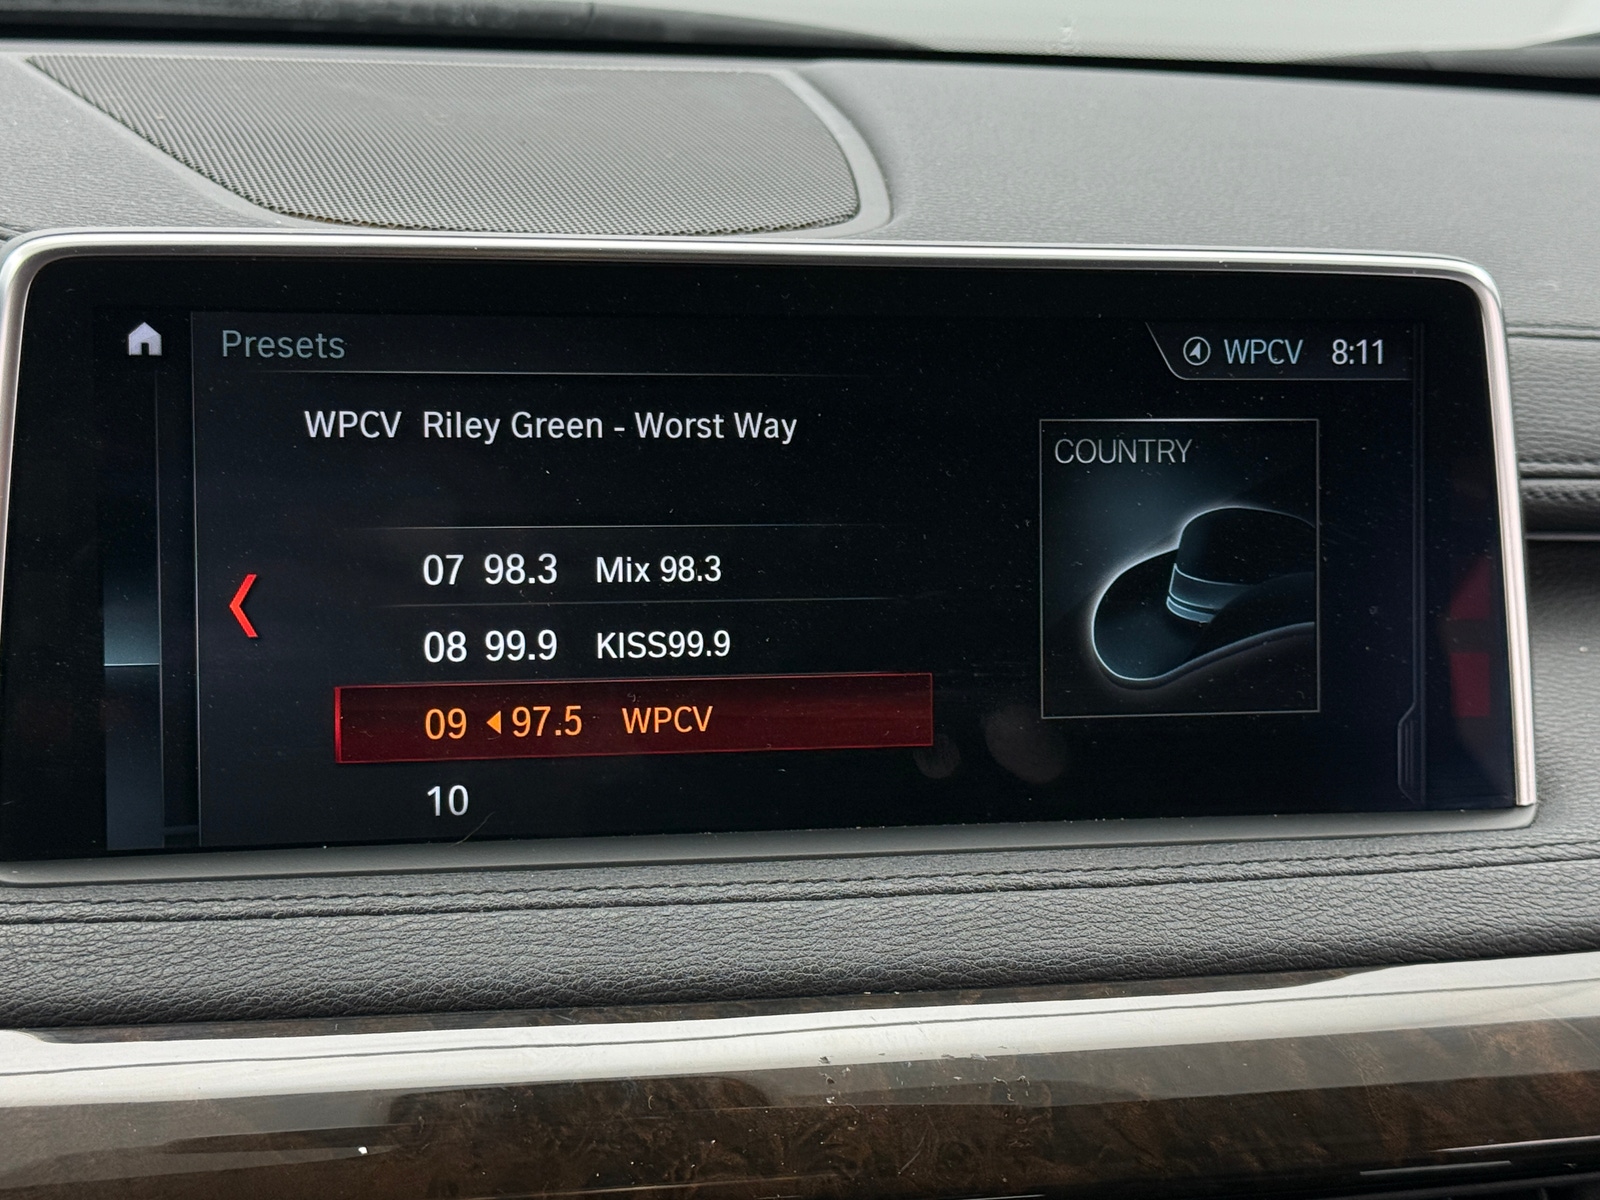 Presets
WPCV 8:11
WPCV Riley Green - Worst Way
COUNTRY
07 98.3 Mix 98.3
08 99.9 KISS99.9
09 ◀97.5 WPCV
10